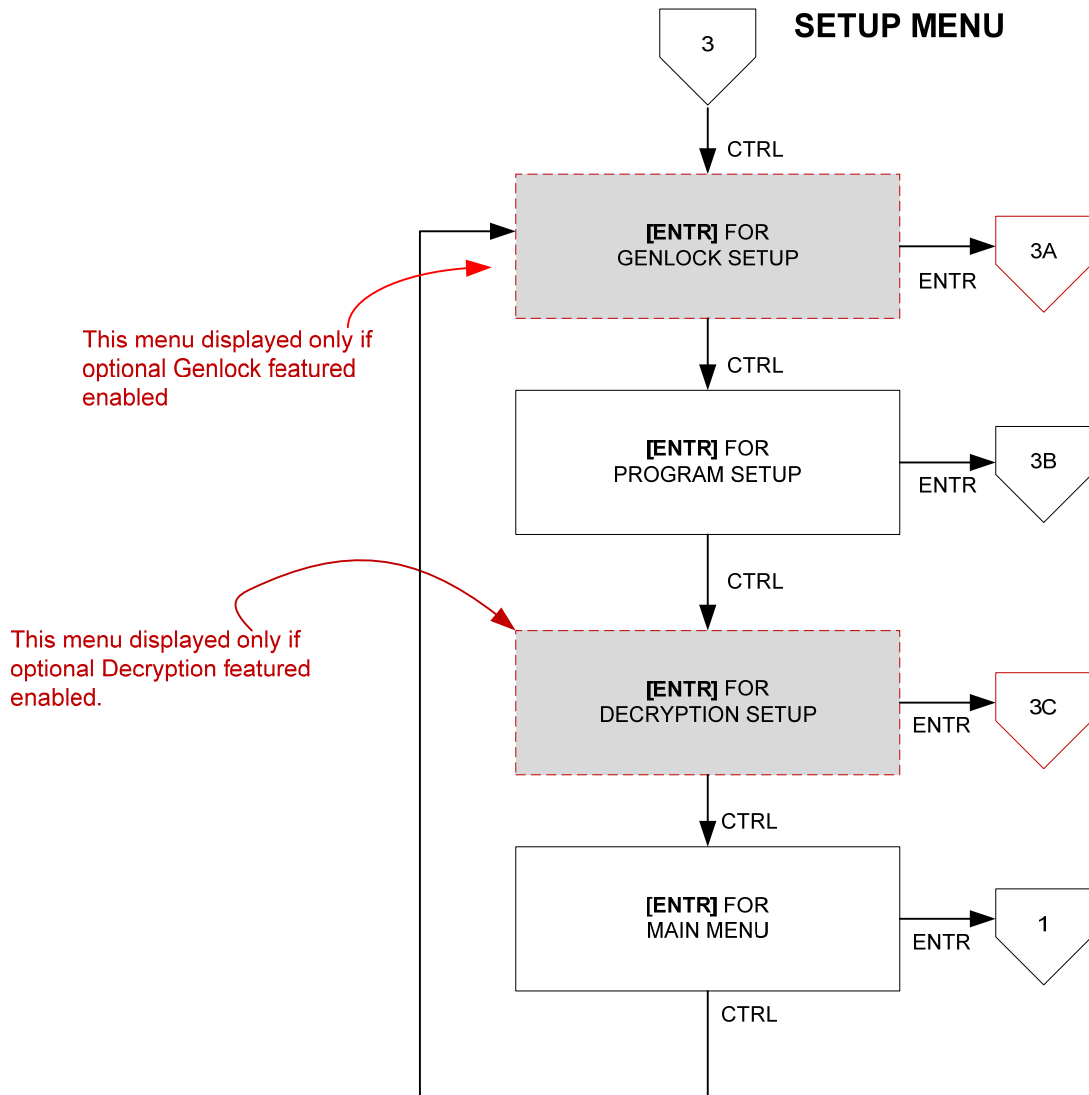 SETUP MENU
3
CTRL
[ENTR] FOR
GENLOCK SETUP
ENTR
3A
This menu displayed only if
optional Genlock featured
enabled
CTRL
[ENTR] FOR
PROGRAM SETUP
ENTR
3B
CTRL
This menu displayed only if
optional Decryption featured
enabled.
[ENTR] FOR
DECRYPTION SETUP
ENTR
3C
CTRL
[ENTR] FOR
MAIN MENU
ENTR
1
CTRL